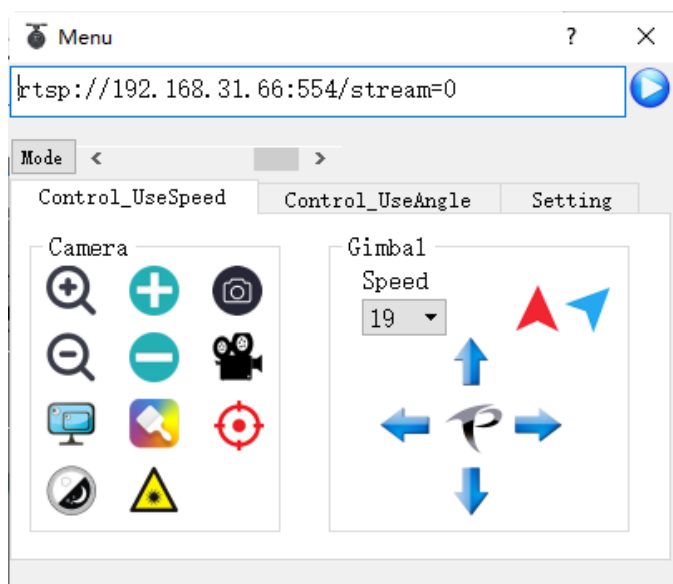 Menu
rtsp://192.168.31.66:554/stream=0
Mode
Control_UseSpeed
Control_UseAngle
Setting
Camera
Gimbal
Speed
19